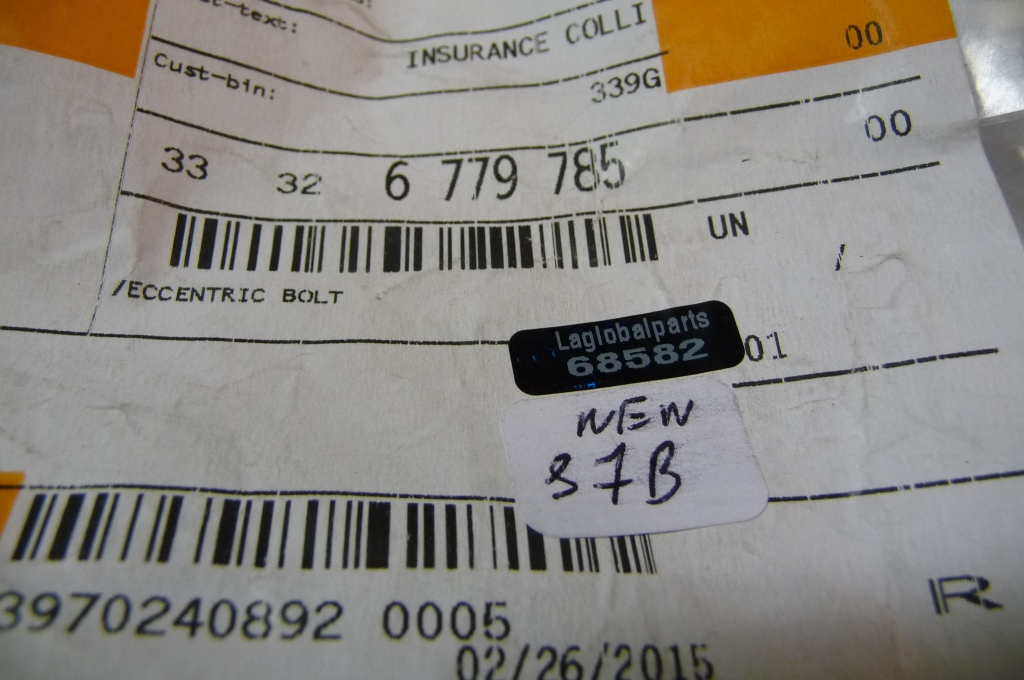 INSURANCE COLLI
00
Cust-bin:
339G
00
33 32 6 779 785
UN
/ECCENTRIC BOLT
Laglobalparts
68582
01
NEW
S7B
3970240892 0005
R
02/26/2015